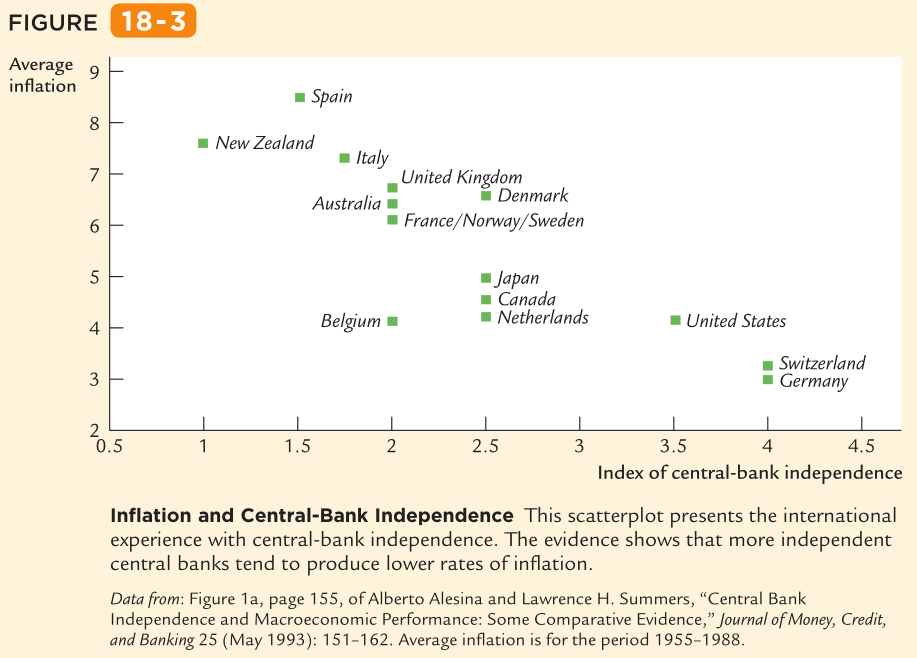 FIGURE 18-3
Average
inflation
9
Spain
8
New Zealand
Italy
7
United Kingdom
Denmark
Australia
6
France/Norway/Sweden
5
Japan
Canada
Netherlands
Belgium
United States
4
Switzerland
3
Germany
2
0.5 1 1.5 2 2.5 3 3.5 4 4.5
Index of central-bank independence
Inflation and Central-Bank Independence This scatterplot presents the international
experience with central-bank independence. The evidence shows that more independent
central banks tend to produce lower rates of inflation.
Data from: Figure 1a, page 155, of Alberto Alesina and Lawrence H. Summers, “Central Bank
Independence and Macroeconomic Performance: Some Comparative Evidence,” Journal of Money, Credit,
and Banking 25 (May 1993): 151–162. Average inflation is for the period 1955–1988.